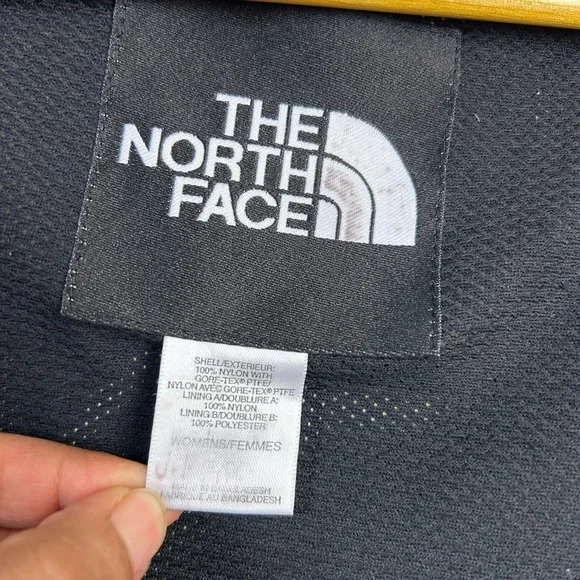 THE
NORTH
FACE
SHELL/EXTERIEUR:
100% NYLON WITH
GORE-TEX® PTFE/
NYLON AVEC GORE-TEX® PTFE
LINING A/DOUBLURE A:
100% NYLON
LINING B/DOUBLURE B:
100% POLYESTER
WOMENS/FEMMES
MADE IN BANGLADESH
FABRIQUE AU BANGLADESH